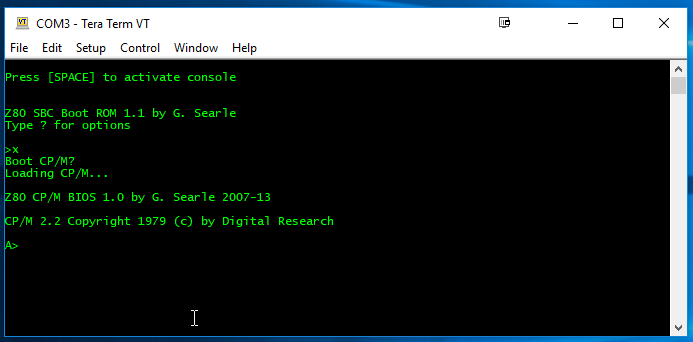 COM3 - Tera Term VT
File Edit Setup Control Window Help
Press [SPACE] to activate console
Z80 SBC Boot ROM 1.1 by G. Searle
Type ? for options
>x
Boot CP/M?
Loading CP/M...
Z80 CP/M BIOS 1.0 by G. Searle 2007-13
CP/M 2.2 Copyright 1979 (c) by Digital Research
A>